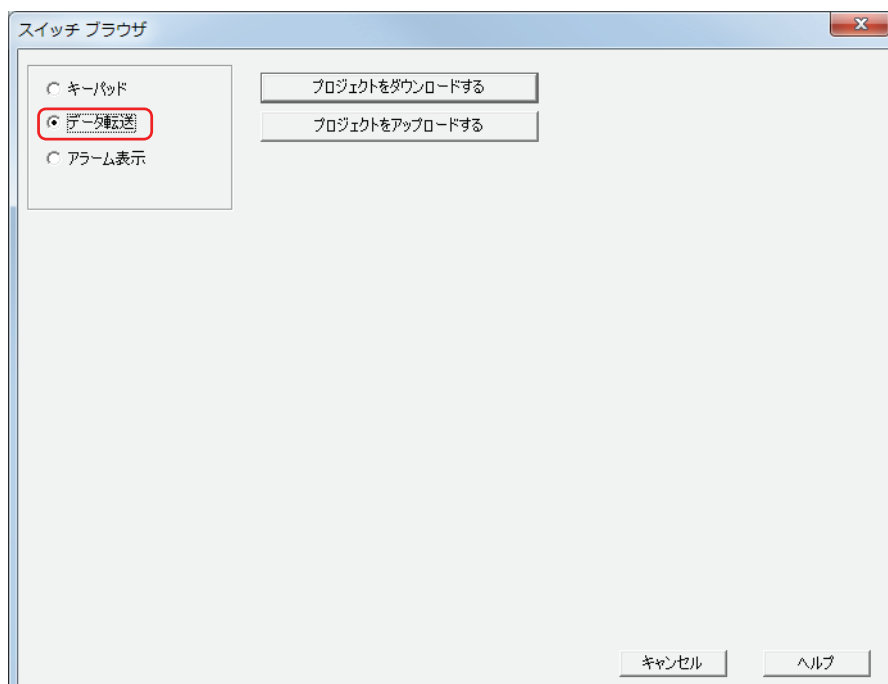 スイッチ ブラウザ
キーパッド
データ転送
アラーム表示
プロジェクトをダウンロードする
プロジェクトをアップロードする
キャンセル
ヘルプ